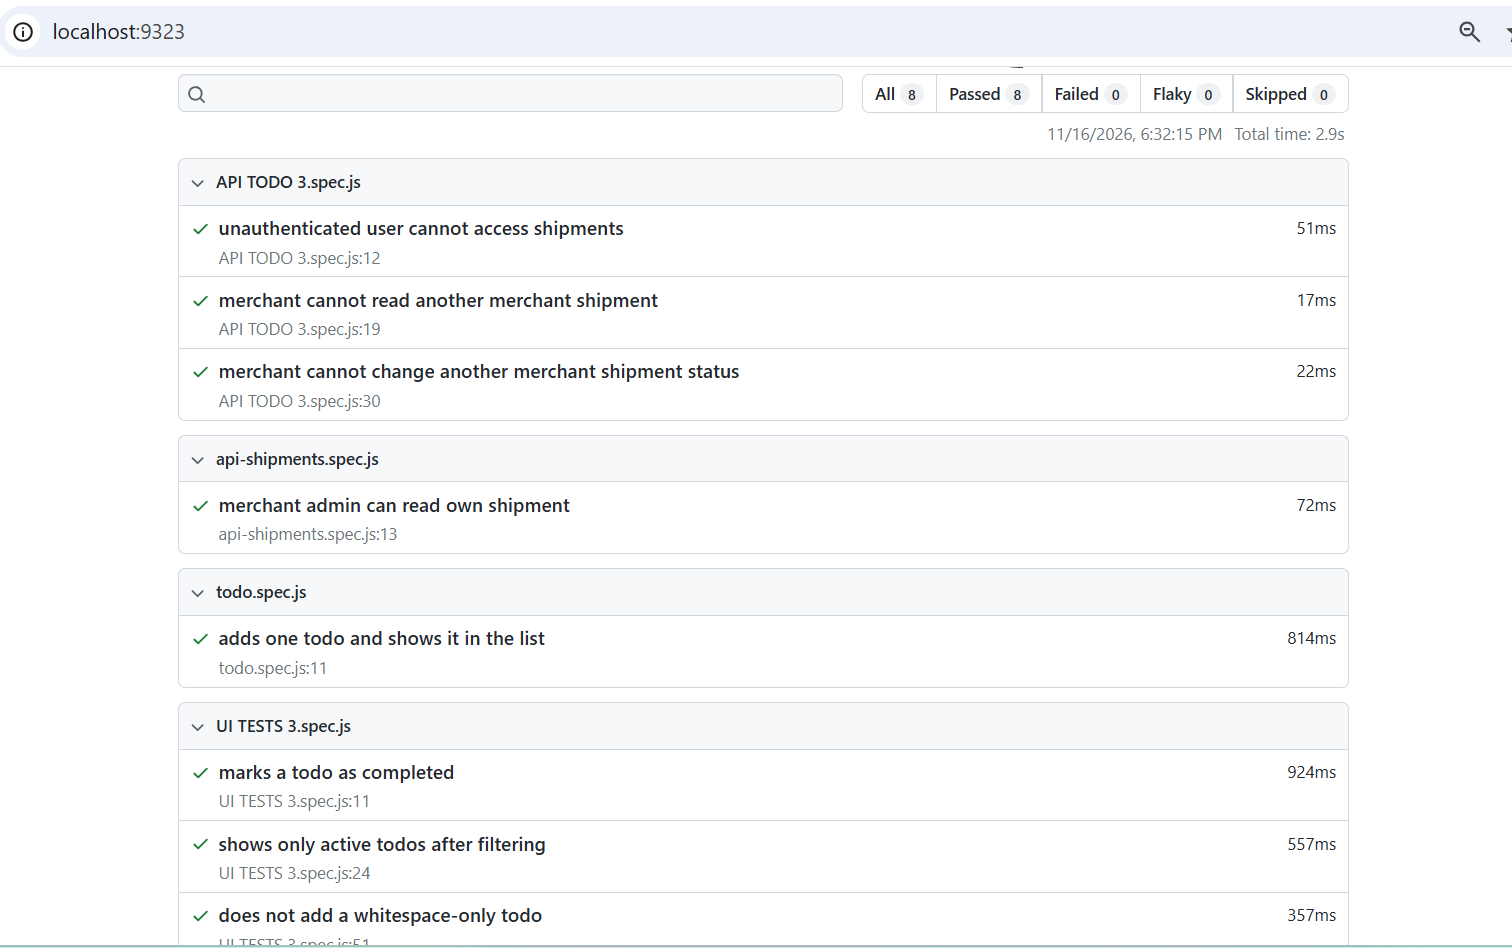 localhost:9323
All 8 Passed 8 Failed 0 Flaky 0 Skipped 0
11/16/2026, 6:32:15 PM Total time: 2.9s
API TODO 3.spec.js
unauthenticated user cannot access shipments 51ms
API TODO 3.spec.js:12
merchant cannot read another merchant shipment 17ms
API TODO 3.spec.js:19
merchant cannot change another merchant shipment status 22ms
API TODO 3.spec.js:30
api-shipments.spec.js
merchant admin can read own shipment 72ms
api-shipments.spec.js:13
todo.spec.js
adds one todo and shows it in the list 814ms
todo.spec.js:11
UI TESTS 3.spec.js
marks a todo as completed 924ms
UI TESTS 3.spec.js:11
shows only active todos after filtering 557ms
UI TESTS 3.spec.js:24
does not add a whitespace-only todo 357ms
UI TESTS 3.spec.js:51